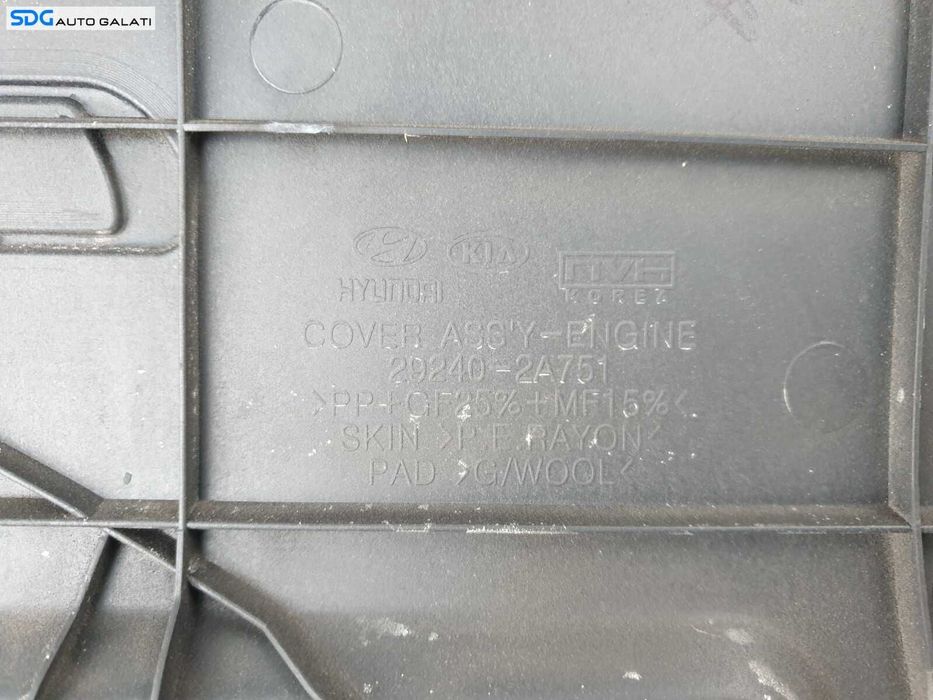 SDG AUTO GALATI
KIA
HYUNDAI
KOREA
COVER ASS'Y-ENGINE
29240-2A751
>PP+GF25%+MF15%<
SKIN >P.E.RAYON<
PAD >G/WOOL<